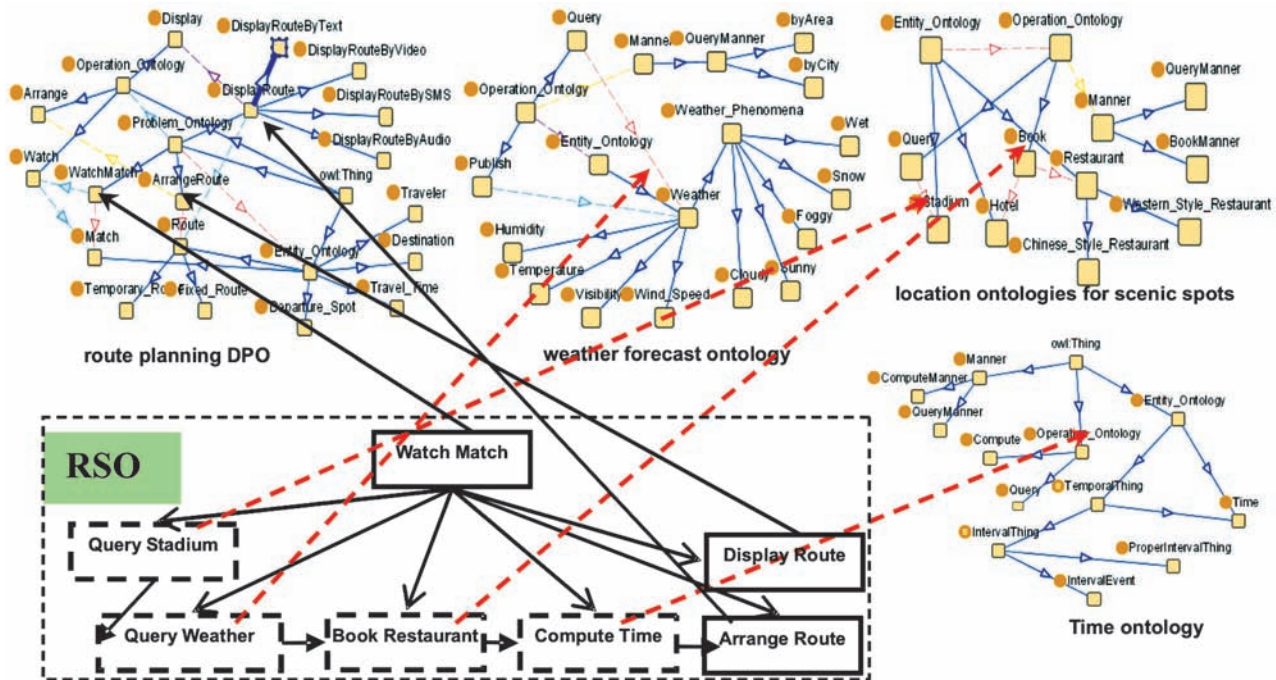 DisplayRouteByText
Display
DisplayRouteByVideo
Operation_Ontology
DisplayRoute
DisplayRouteBySMS
Arrange
Problem_Ontology
DisplayRouteByAudio
Watch
WatchMatch
ArrangeRoute
owl:Thing
Traveler
Match
Route
Entity_Ontology
Destination
Fixed_Route
Travel_Time
Departure_Spot
route planning DPO
Query
byArea
Manner
QueryManner
byCity
Operation_Ontolgy
Weather_Phenomena
Entity_Ontology
Wet
Publish
Weather
Snow
Humidity
Foggy
Temperature
Cloudy
Sunny
Visibility
Wind_Speed
weather forecast ontology
Entity_Ontology
Operation_Ontology
QueryManner
Manner
Query
Book
BookManner
Restaurant
Stadium
Hotel
Western_Style_Restaurant
Chinese_Style_Restaurant
location ontologies for scenic spots
owl:Thing
Manner
ComputeManner
Entity_Ontology
QueryManner
Operation_Ontology
Compute
Query
TemporalThing
Time
IntervalThing
ProperIntervalThing
IntervalEvent
Time ontology
RSO
Watch Match
Query Stadium
Display Route
Query Weather
Book Restaurant
Compute Time
Arrange Route